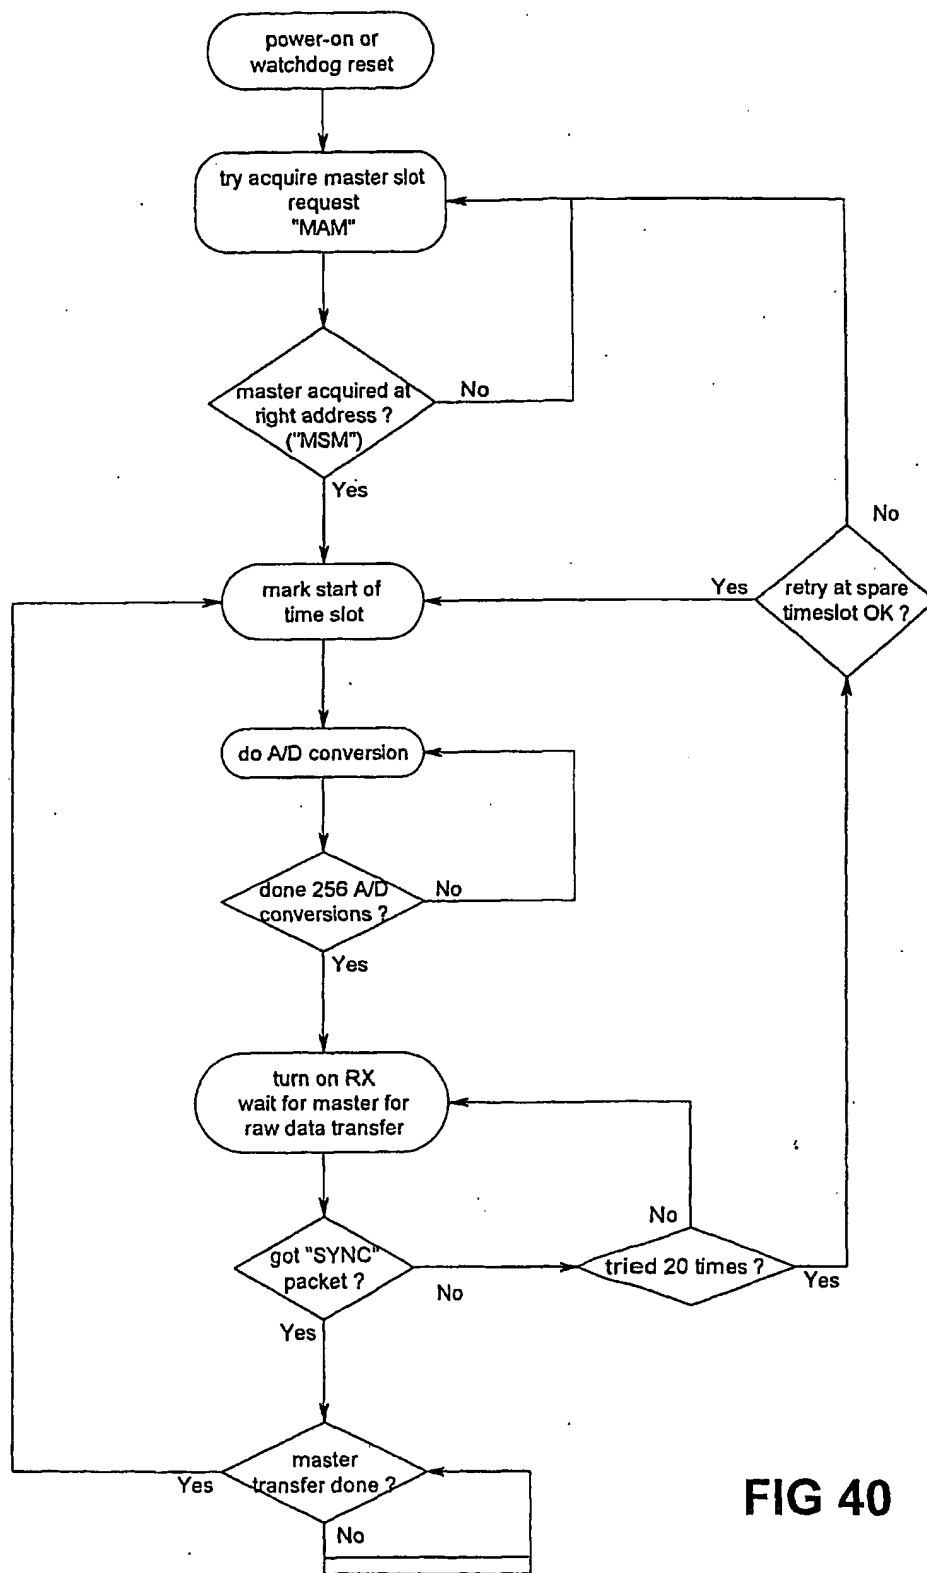 power-on or
watchdog reset
try acquire master slot
request
"MAM"
master acquired at
right address ?
("MSM")
No
Yes
mark start of
time slot
Yes
retry at spare
timeslot OK ?
No
do A/D conversion
done 256 A/D
conversions ?
No
Yes
turn on RX
wait for master for
raw data transfer
got "SYNC"
packet ?
No
Yes
tried 20 times ?
No
Yes
master
transfer done ?
Yes
No
FIG 40